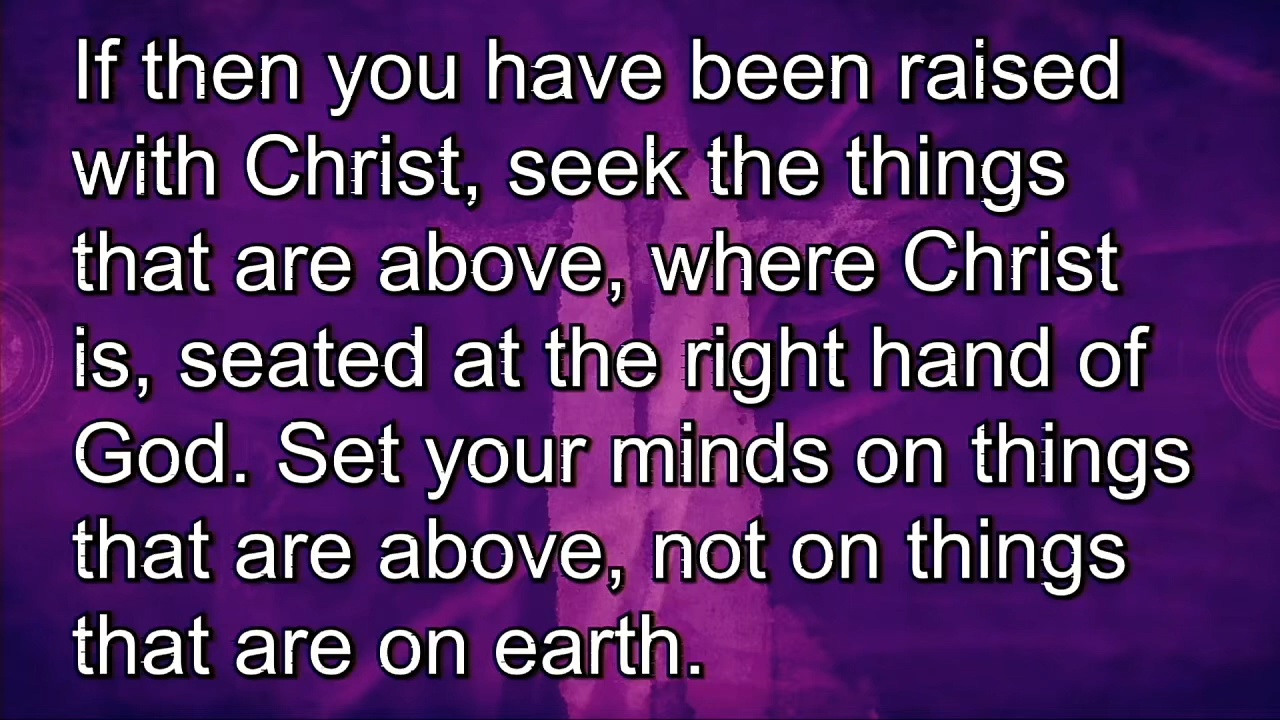 If then you have been raised
with Christ, seek the things
that are above, where Christ
is, seated at the right hand of
God. Set your minds on things
that are above, not on things
that are on earth.